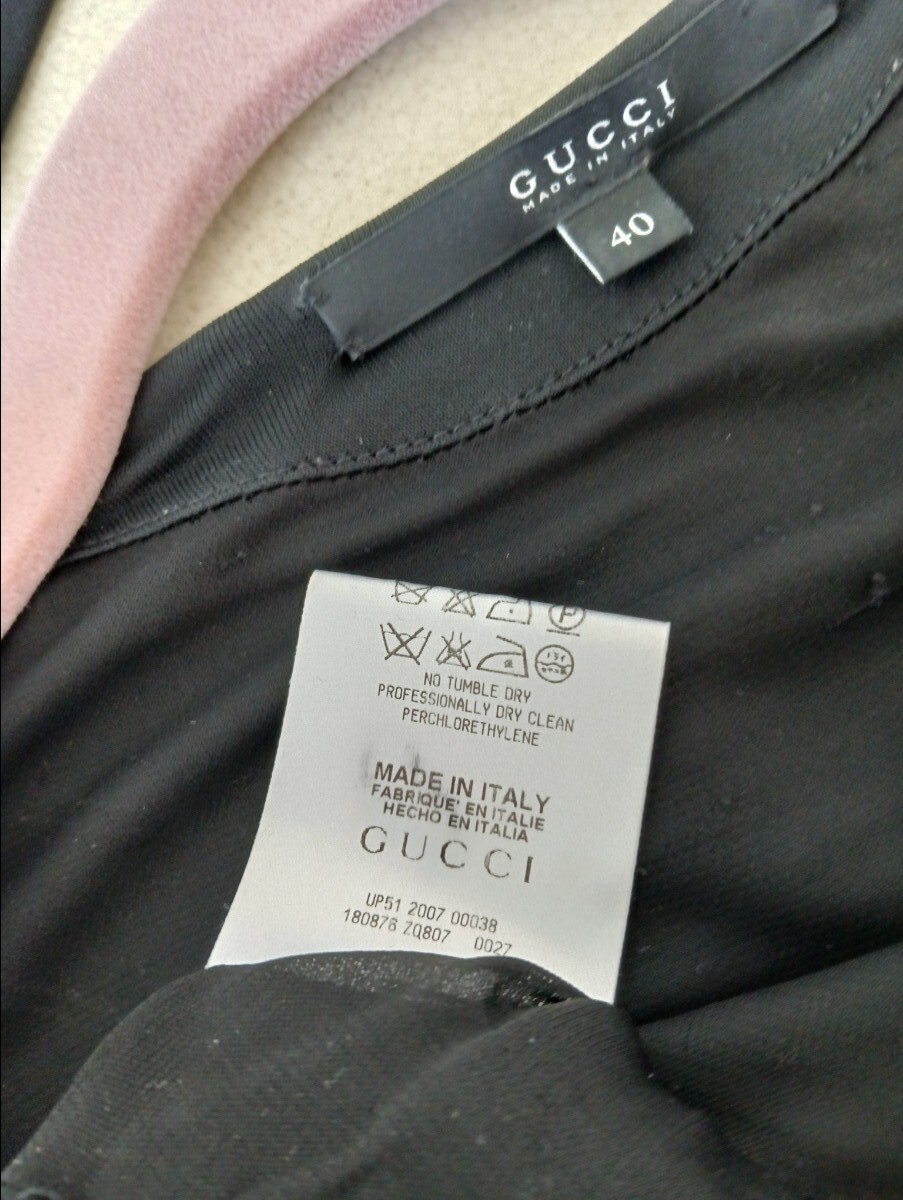 GUCCI
MADE IN ITALY
40
P
NO TUMBLE DRY
PROFESSIONALLY DRY CLEAN
PERCHLORETHYLENE
MADE IN ITALY
FABRIQUE' EN ITALIE
HECHO EN ITALIA
GUCCI
UP51 2007 00038
180876 ZQ807 0027